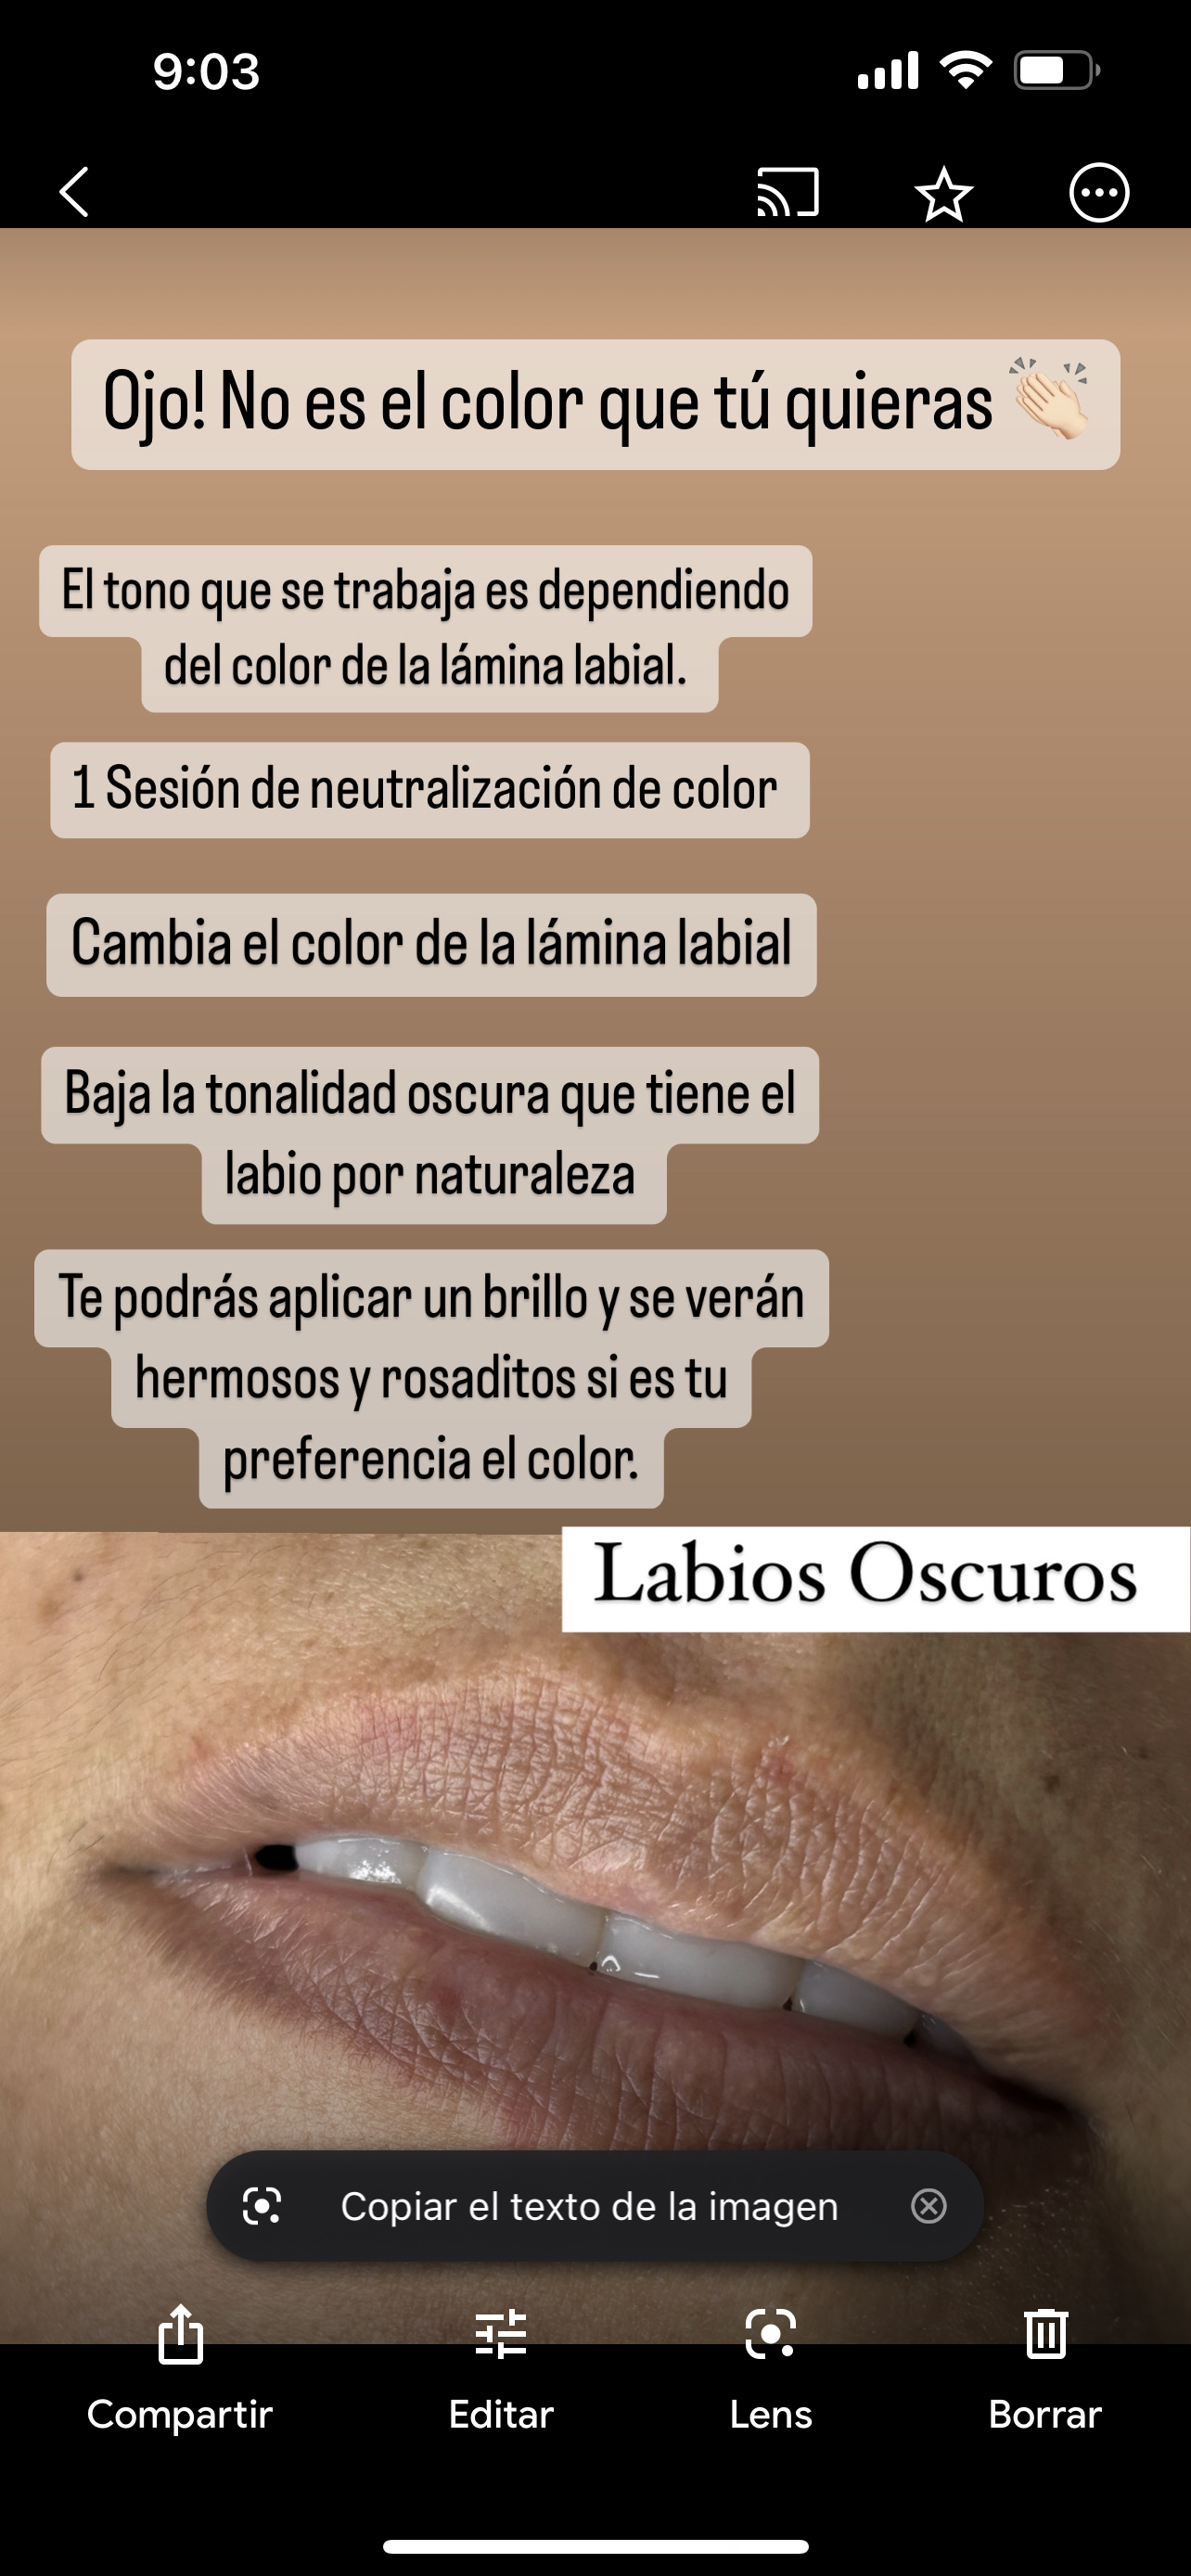 9:03
Ojo! No es el color que tú quieras 👏🏻
El tono que se trabaja es dependiendo
del color de la lámina labial.
1 Sesión de neutralización de color
Cambia el color de la lámina labial
Baja la tonalidad oscura que tiene el
labio por naturaleza
Te podrás aplicar un brillo y se verán
hermosos y rosaditos si es tu
preferencia el color.
Labios Oscuros
Copiar el texto de la imagen
Compartir
Editar
Lens
Borrar